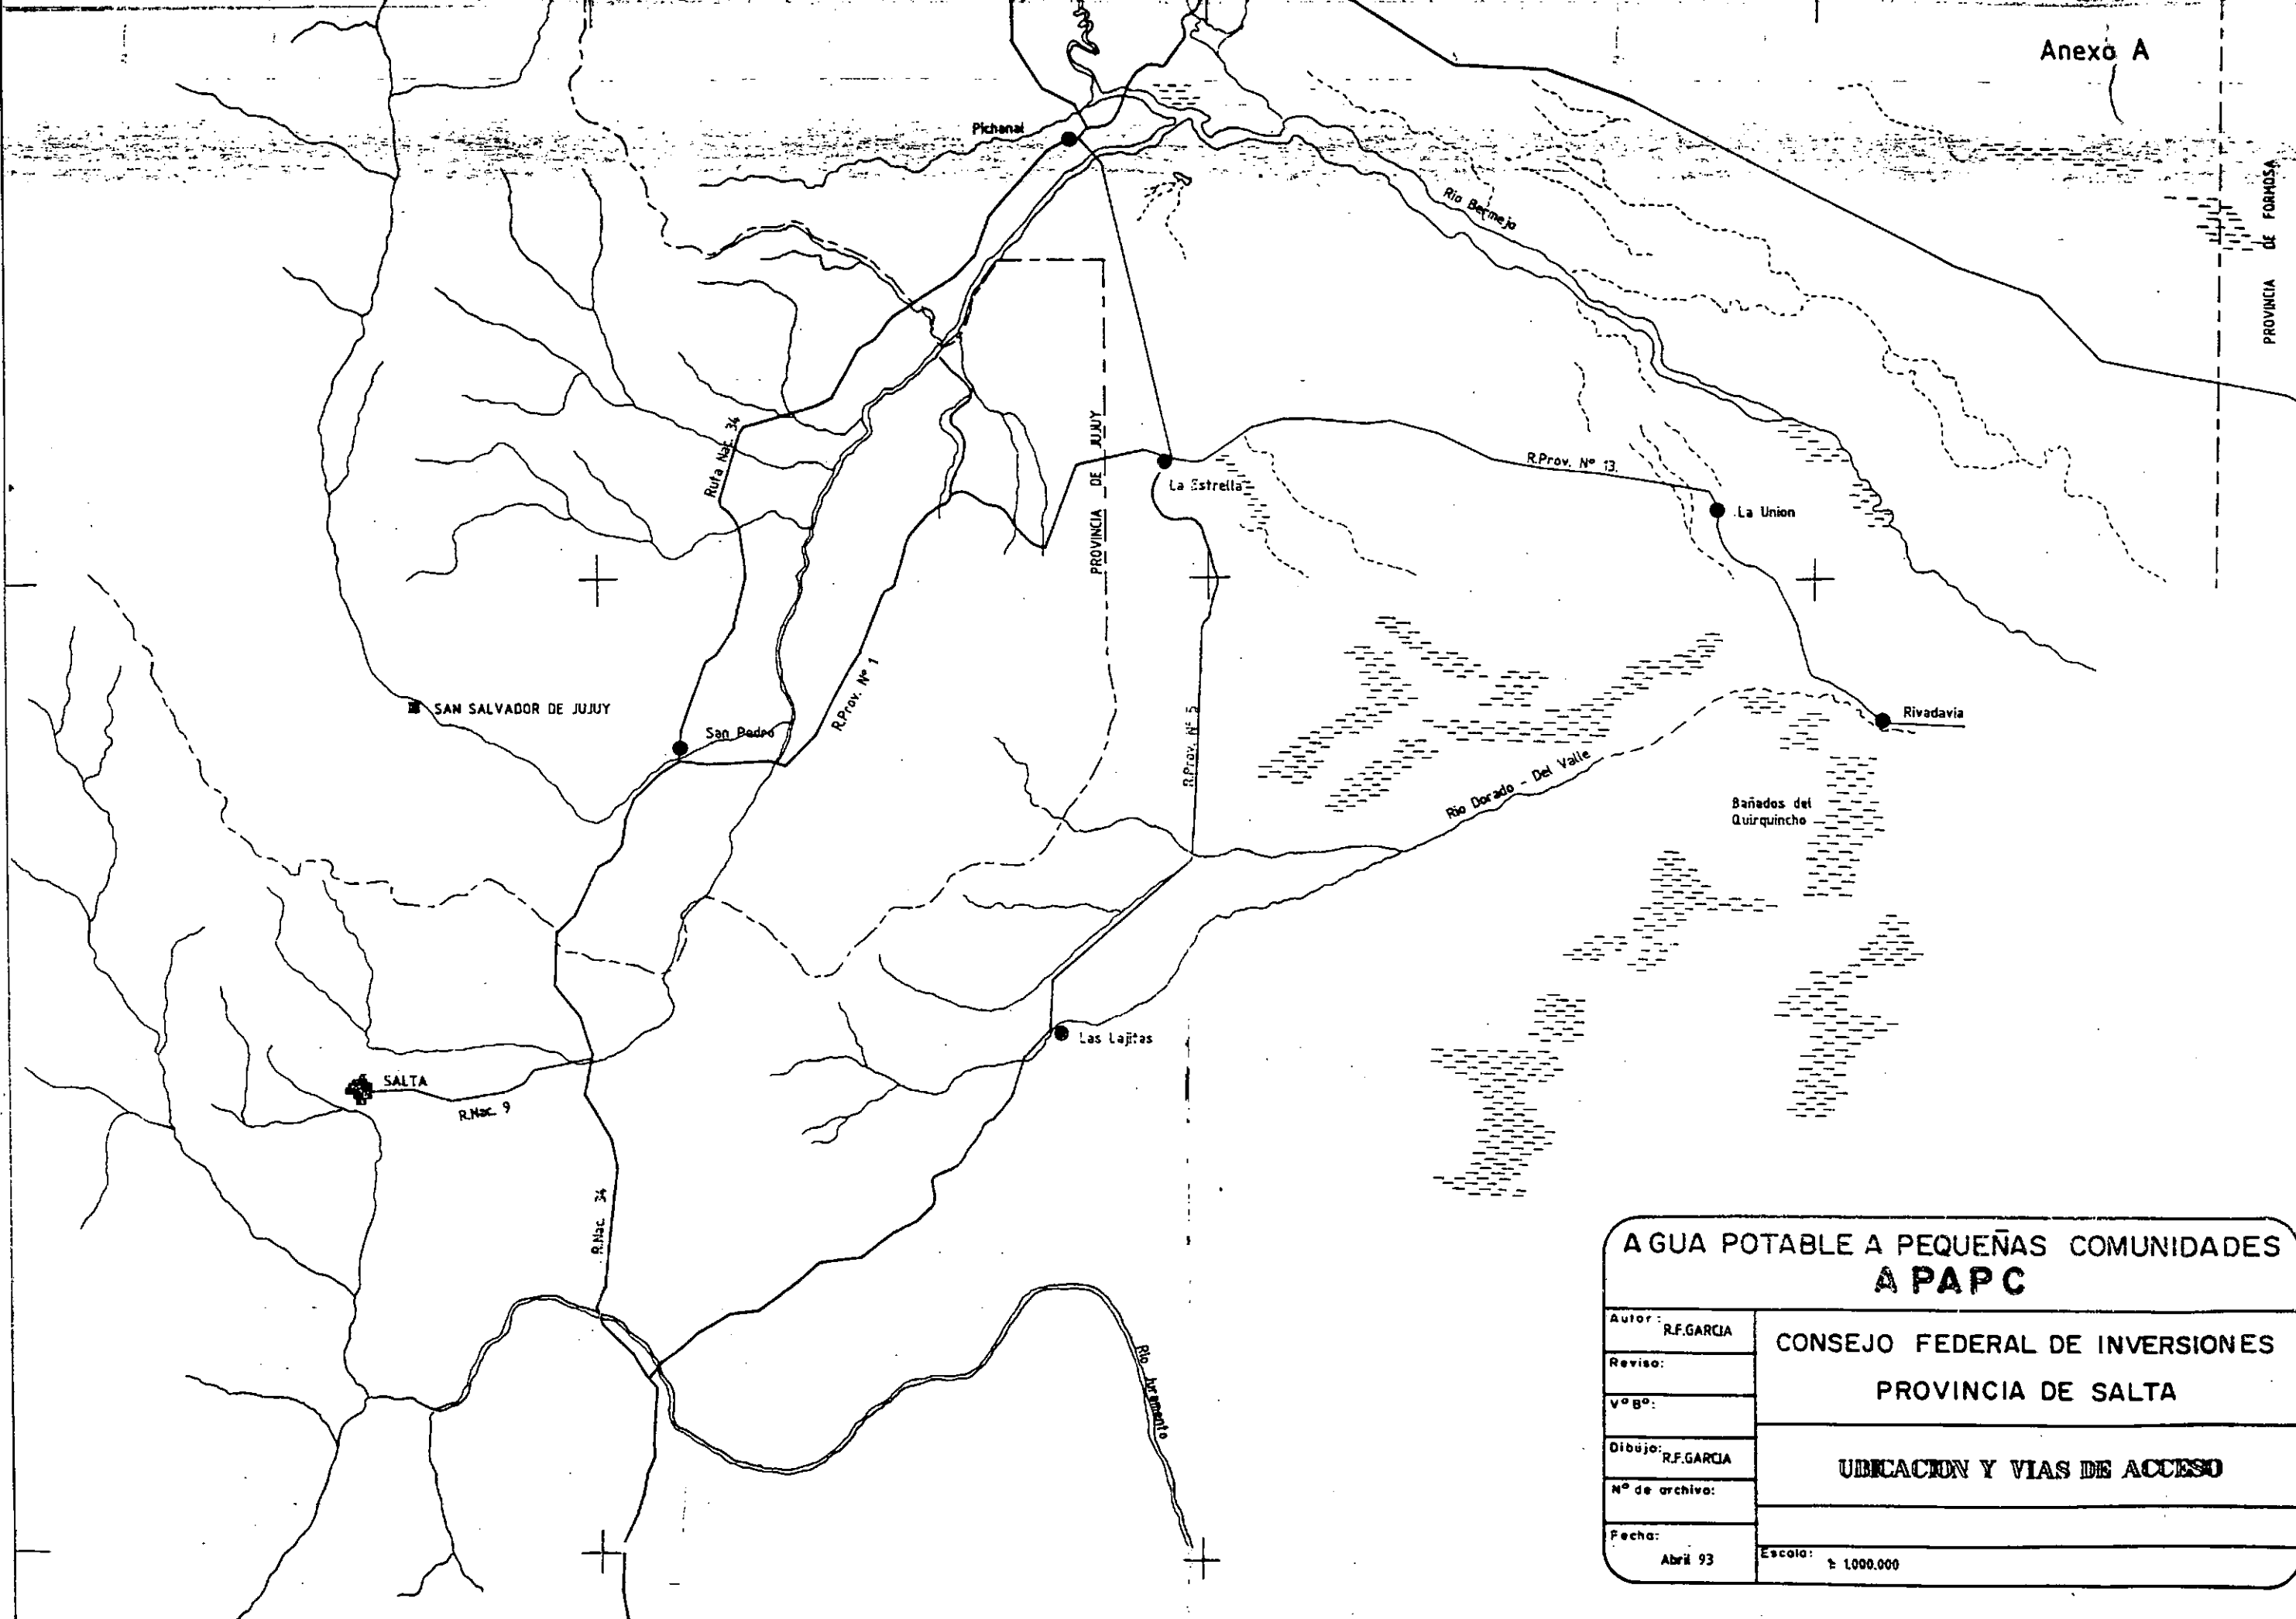 Anexo A
Pichanal
Rio Bermejo
PROVINCIA DE FORMOSA
Ruta Nac. 34
PROVINCIA DE JUJUY
La Estrella
R.Prov. Nº 13.
La Union
SAN SALVADOR DE JUJUY
San Pedro
R.Prov. Nº 1
R.Prov. Nº 5
Rivadavia
Rio Dorado - Del Valle
Bañados del
Quirquincho
Las Lajitas
SALTA
R.Nac. 9
R.Nac. 34
Rio Juramento
AGUA POTABLE A PEQUEÑAS COMUNIDADES
APAPC
Autor: R.F.GARCIA
Reviso:
VºBº:
Dibujo: R.F.GARCIA
Nº de archivo:
Fecha:
Abril 93
CONSEJO FEDERAL DE INVERSIONES
PROVINCIA DE SALTA
UBICACION Y VIAS DE ACCESO
Escala: 1: 1.000.000